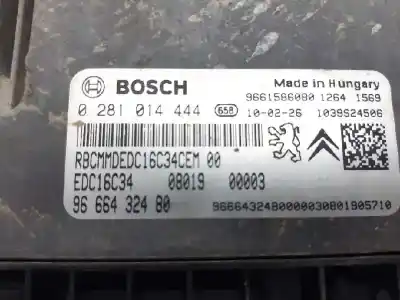 BOSCH
Made in Hungary
9661586080 1264 1569
0 281 014 444 658 10-02-26 1039S24506
RBCMMDEDC16C34CEM 00
EDC16C34 08019 00003
96 664 324 80
9666432480000030801905710